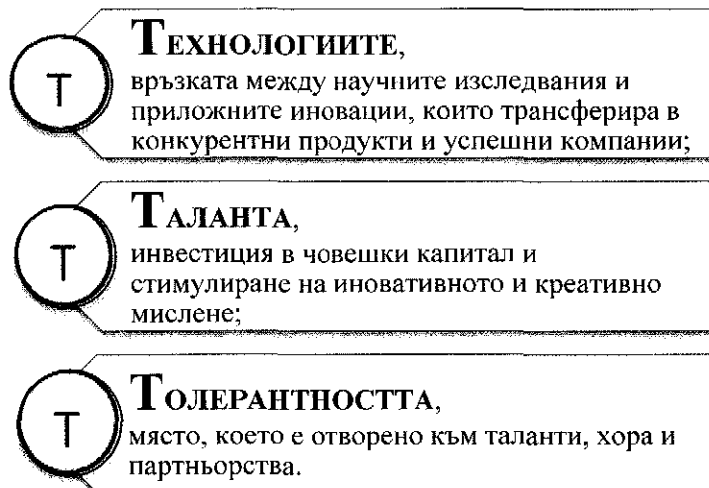 Т
ТЕХНОЛОГИИТЕ,
връзката между научните изследвания и
приложните иновации, които трансферира в
конкурентни продукти и успешни компании;
Т
ТАЛАНТА,
инвестиция в човешки капитал и
стимулиране на иновативното и креативно
мислене;
Т
ТОЛЕРАНТНОСТТА,
място, което е отворено към таланти, хора и
партньорства.